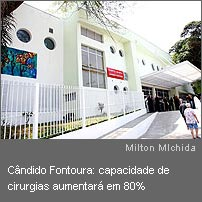 Milton MIchida
Cândido Fontoura: capacidade de
cirurgias aumentará em 80%